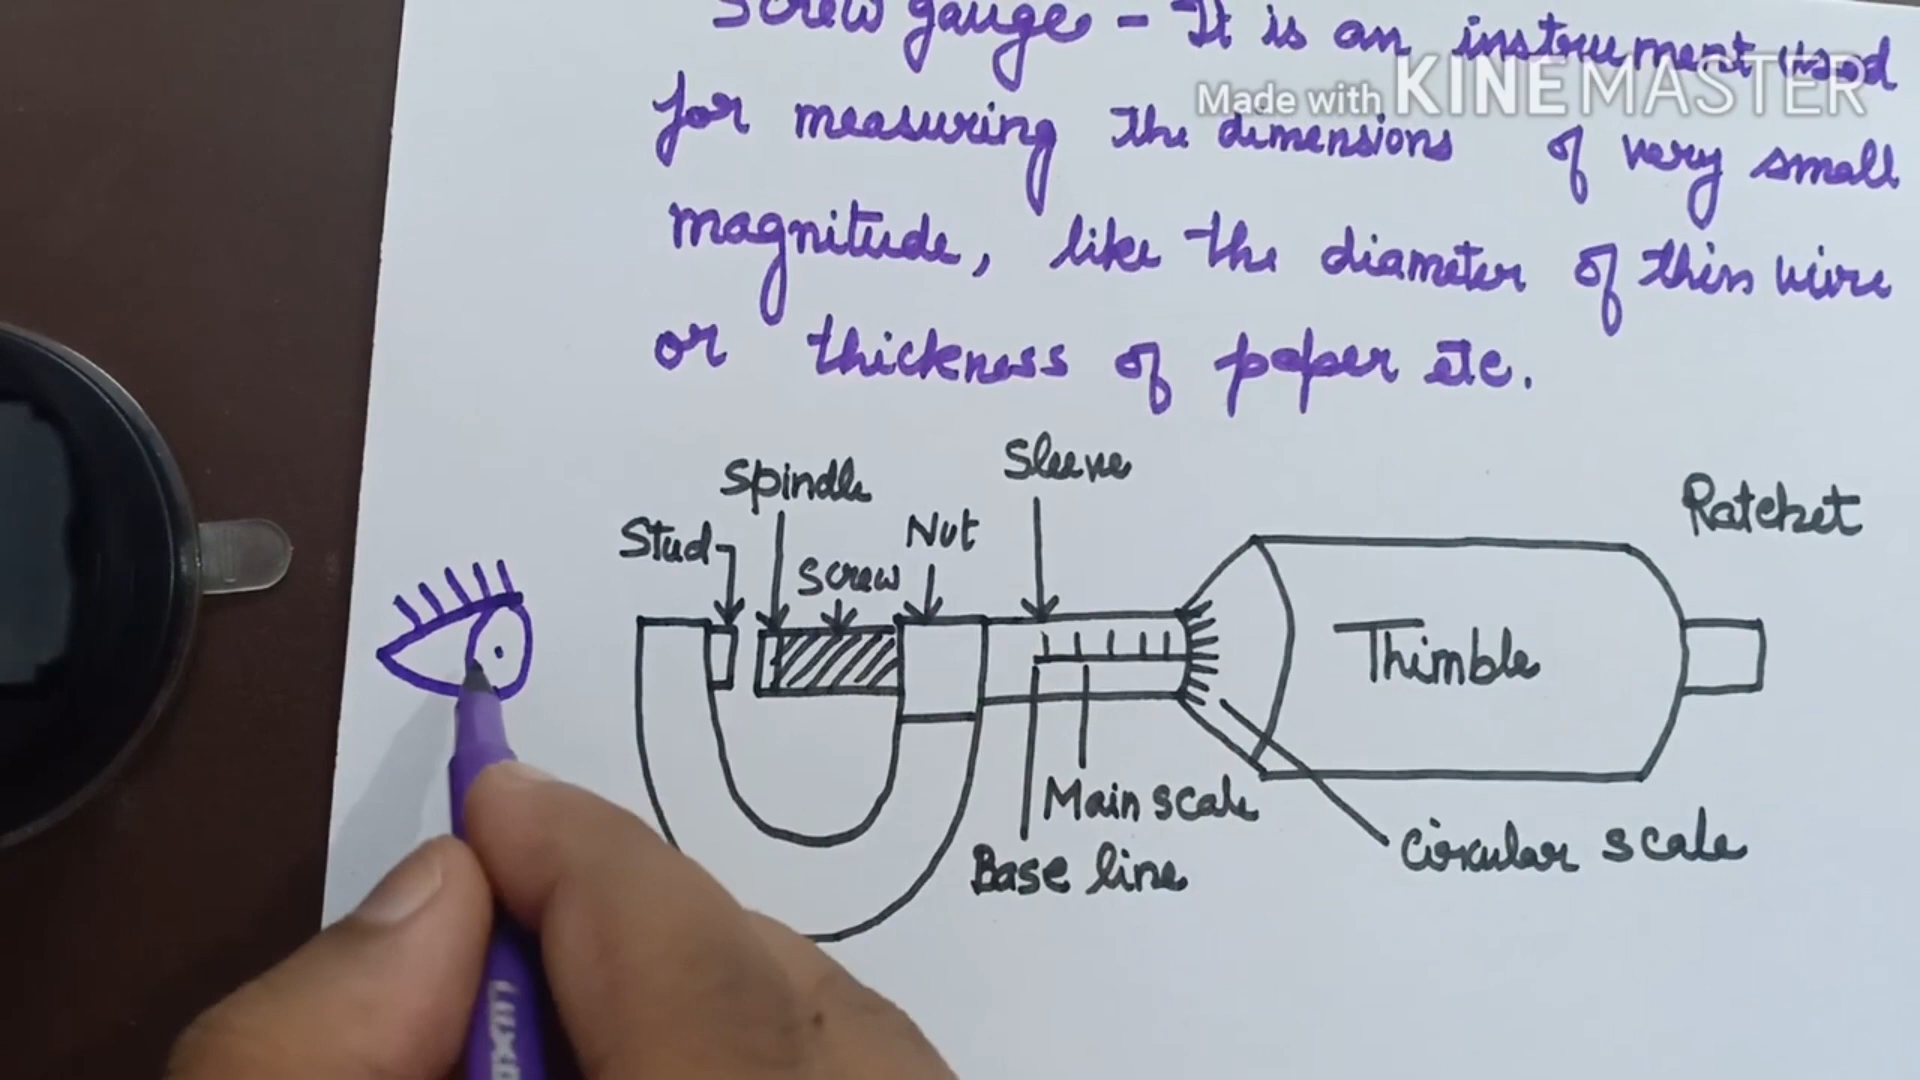 Screw gauge - It is an instrument used
Made with KINEMASTER
for measuring the dimensions of very small
magnitude, like the diameter of thin wire
or thickness of paper etc.
Sleeve
Spindle
Ratchet
Stud
Nut
Screw
Thimble
Main scale
Circular scale
Base line